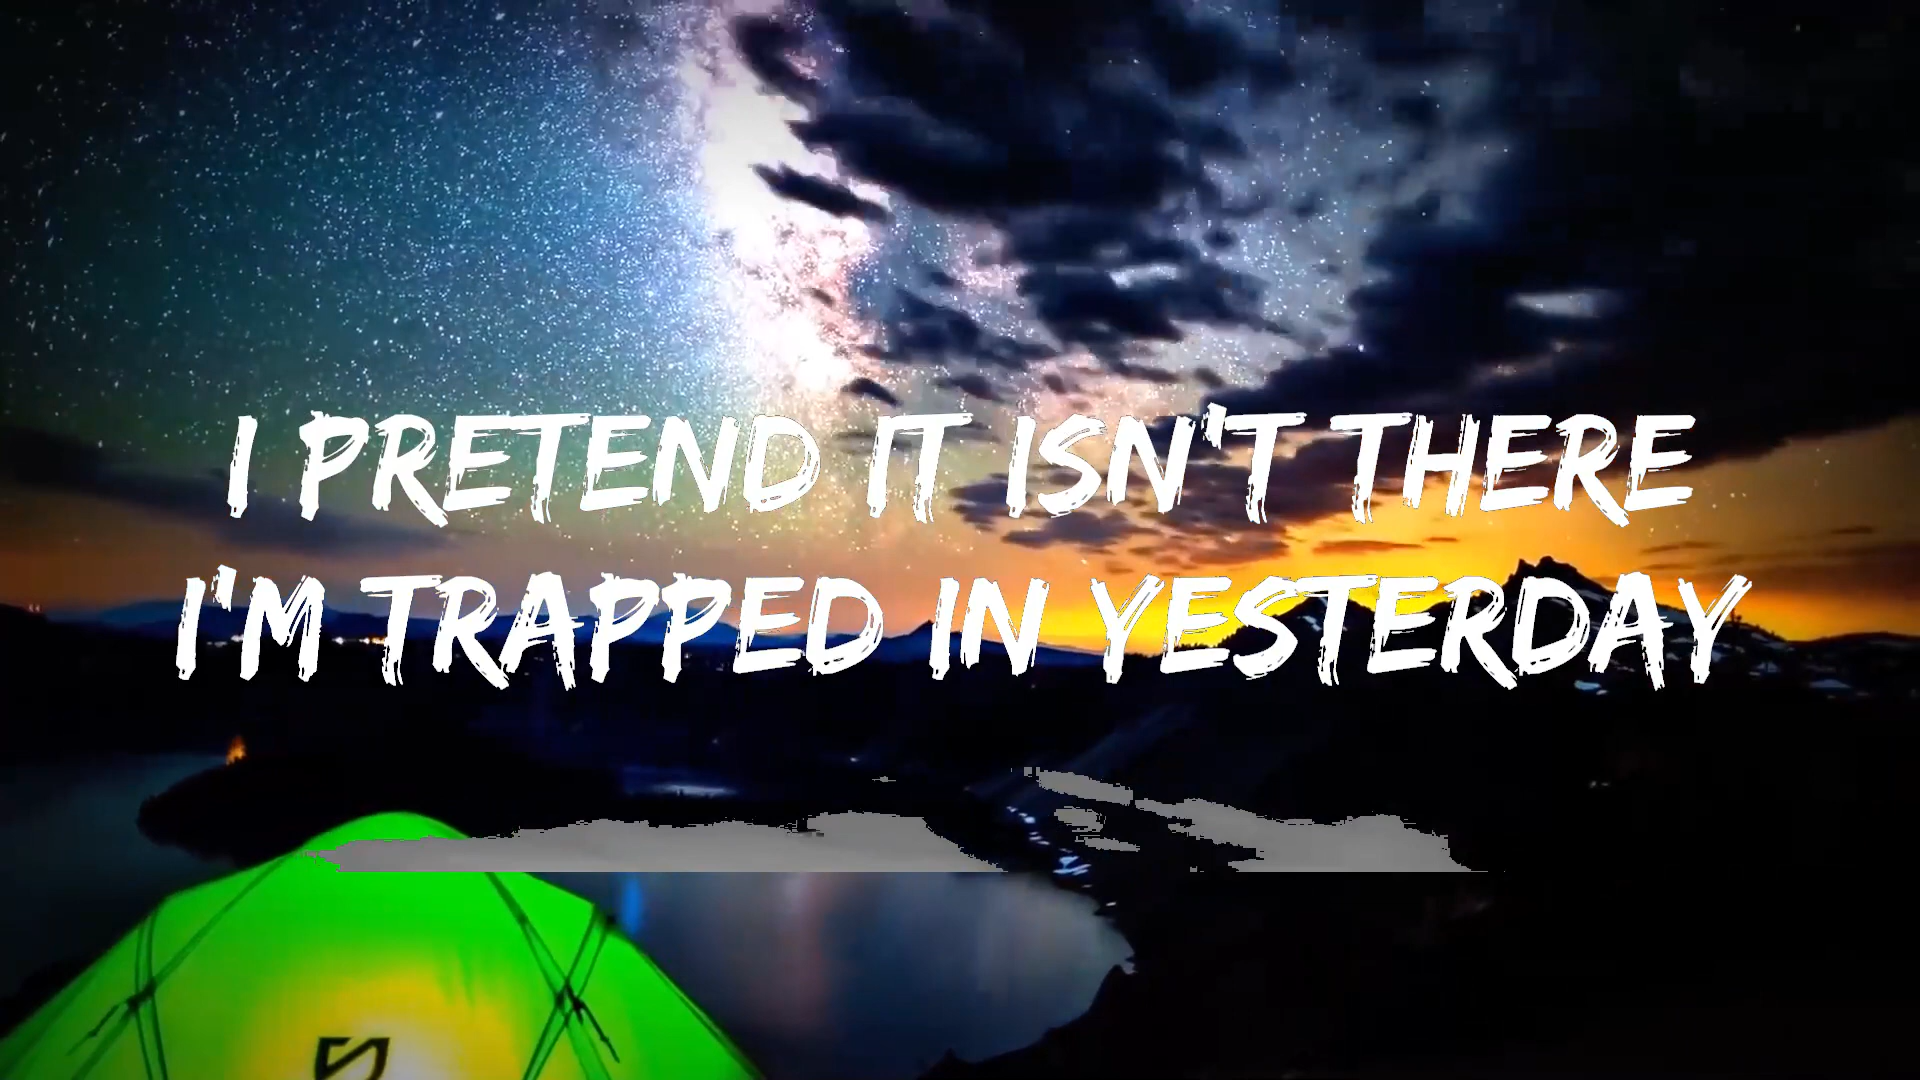 I PRETEND IT ISN'T THERE
I'M TRAPPED IN YESTERDAY